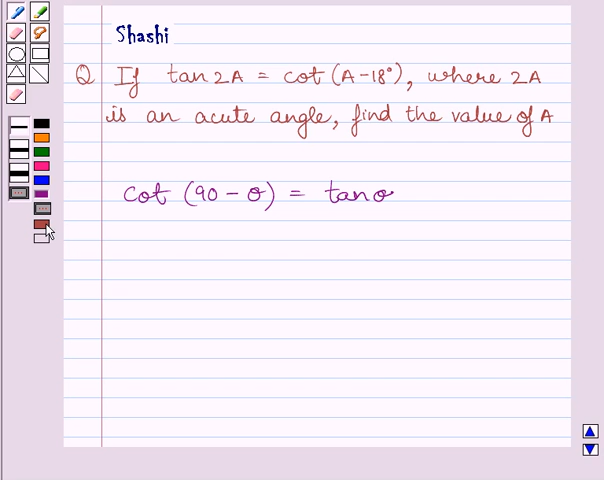 Shashi
Q If tan 2A = cot (A-18°), where 2A
is an acute angle, find the value of A
cot (90 - θ) = tan θ